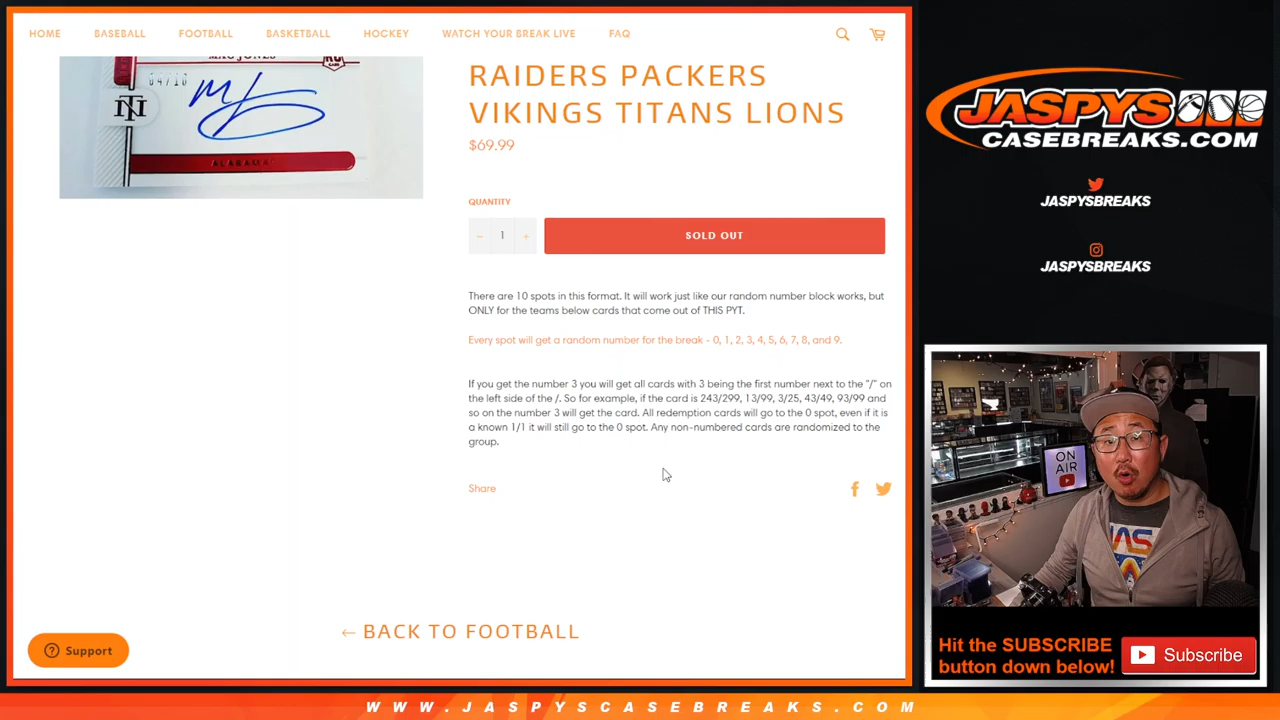 HOME BASEBALL FOOTBALL BASKETBALL HOCKEY WATCH YOUR BREAK LIVE FAQ
MAC JONES
04/10
RC
ALABAMA
RAIDERS PACKERS
VIKINGS TITANS LIONS
$69.99
QUANTITY
− 1 + SOLD OUT
There are 10 spots in this format. It will work just like our random number block works, but
ONLY for the teams below cards that come out of THIS PYT.
Every spot will get a random number for the break - 0, 1, 2, 3, 4, 5, 6, 7, 8, and 9.
If you get the number 3 you will get all cards with 3 being the first number next to the "/" on
the left side of the /. So for example, if the card is 243/299, 13/99, 3/25, 43/49, 93/99 and
so on the number 3 will get the card. All redemption cards will go to the 0 spot, even if it is
a known 1/1 it will still go to the 0 spot. Any non-numbered cards are randomized to the
group.
Share
← BACK TO FOOTBALL
Support
JASPYS
CASEBREAKS.COM
JASPYSBREAKS
JASPYSBREAKS
ON
AIR
Hit the SUBSCRIBE
button down below!
Subscribe
WWW.JASPYSCASEBREAKS.COM